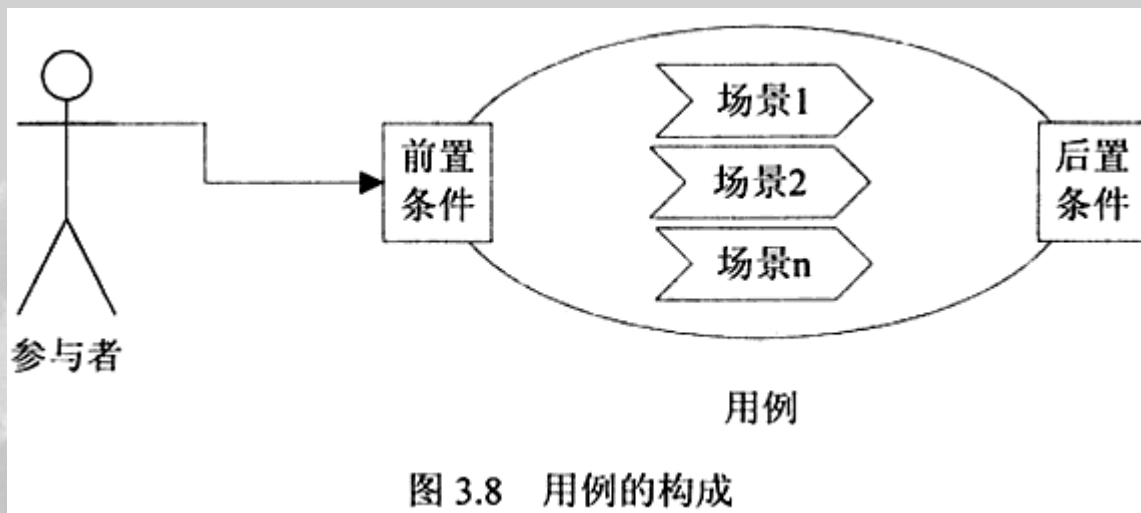 参与者
前置
条件
场景1
场景2
场景n
后置
条件
用例
图 3.8 用例的构成